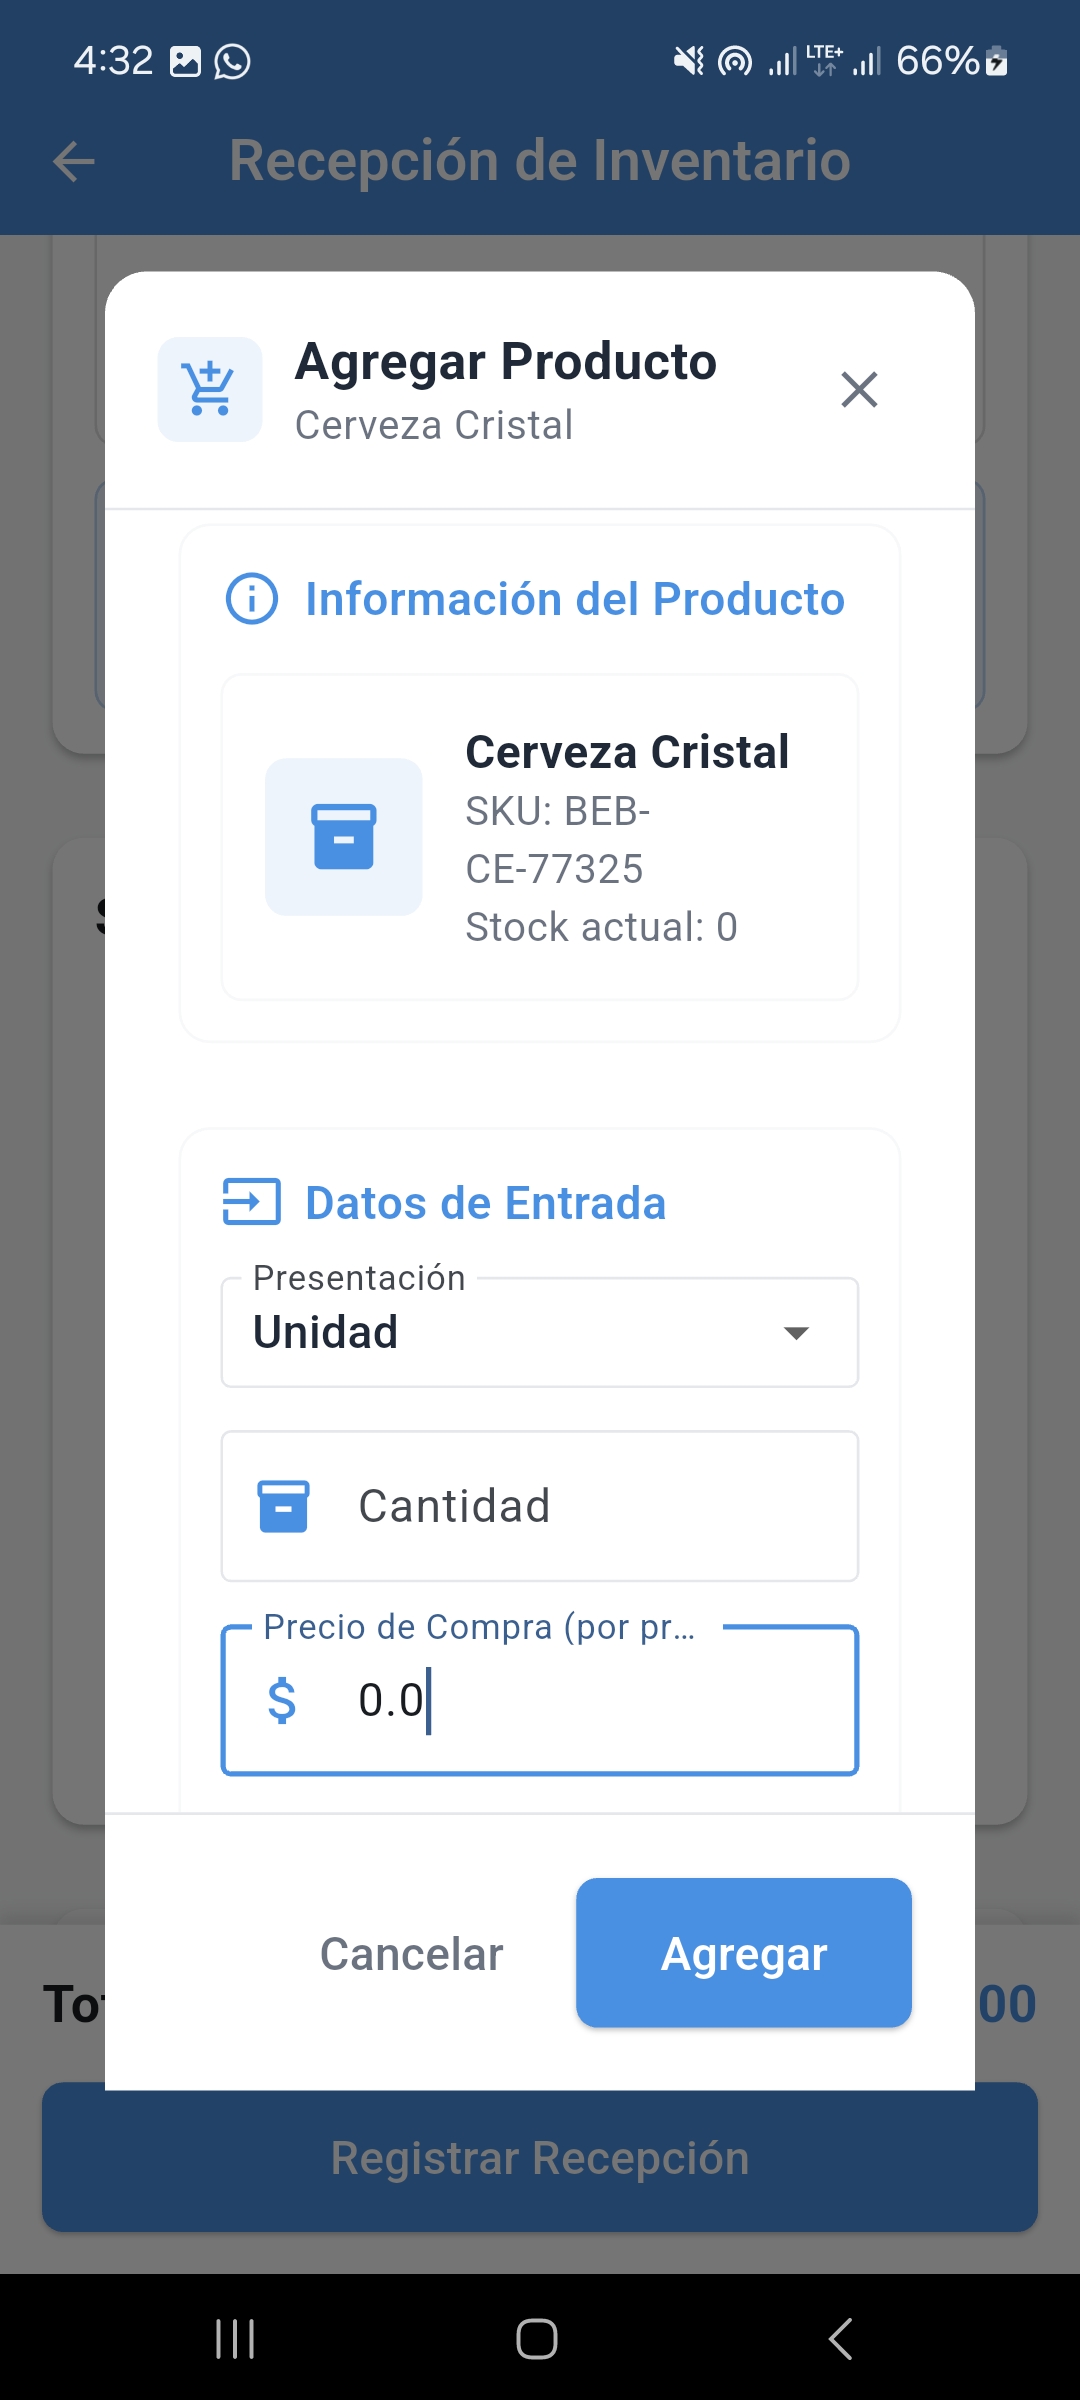 4:32
LTE+
66%
Recepción de Inventario
Agregar Producto
Cerveza Cristal
Información del Producto
Cerveza Cristal
SKU: BEB-
CE-77325
Stock actual: 0
Datos de Entrada
Presentación
Unidad
Cantidad
Precio de Compra (por pr...
$ 0.0
Cancelar
Agregar
00
Registrar Recepción